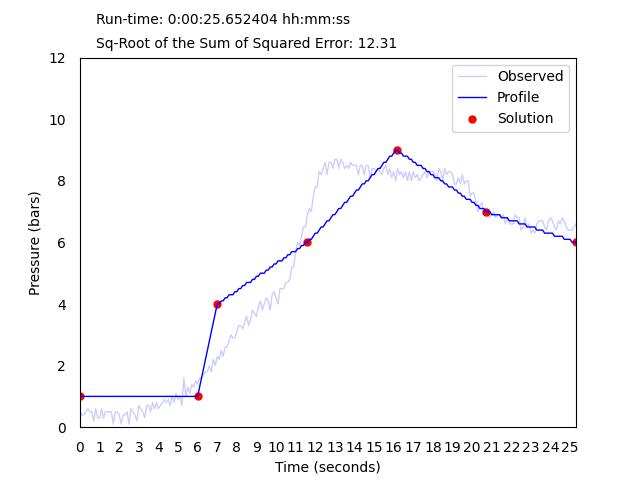 Run-time: 0:00:25.652404 hh:mm:ss
Sq-Root of the Sum of Squared Error: 12.31
12
10
8
6
4
2
0
Pressure (bars)
Observed
Profile
Solution
0 1 2 3 4 5 6 7 8 9 10 11 12 13 14 15 16 17 18 19 20 21 22 23 24 25
Time (seconds)